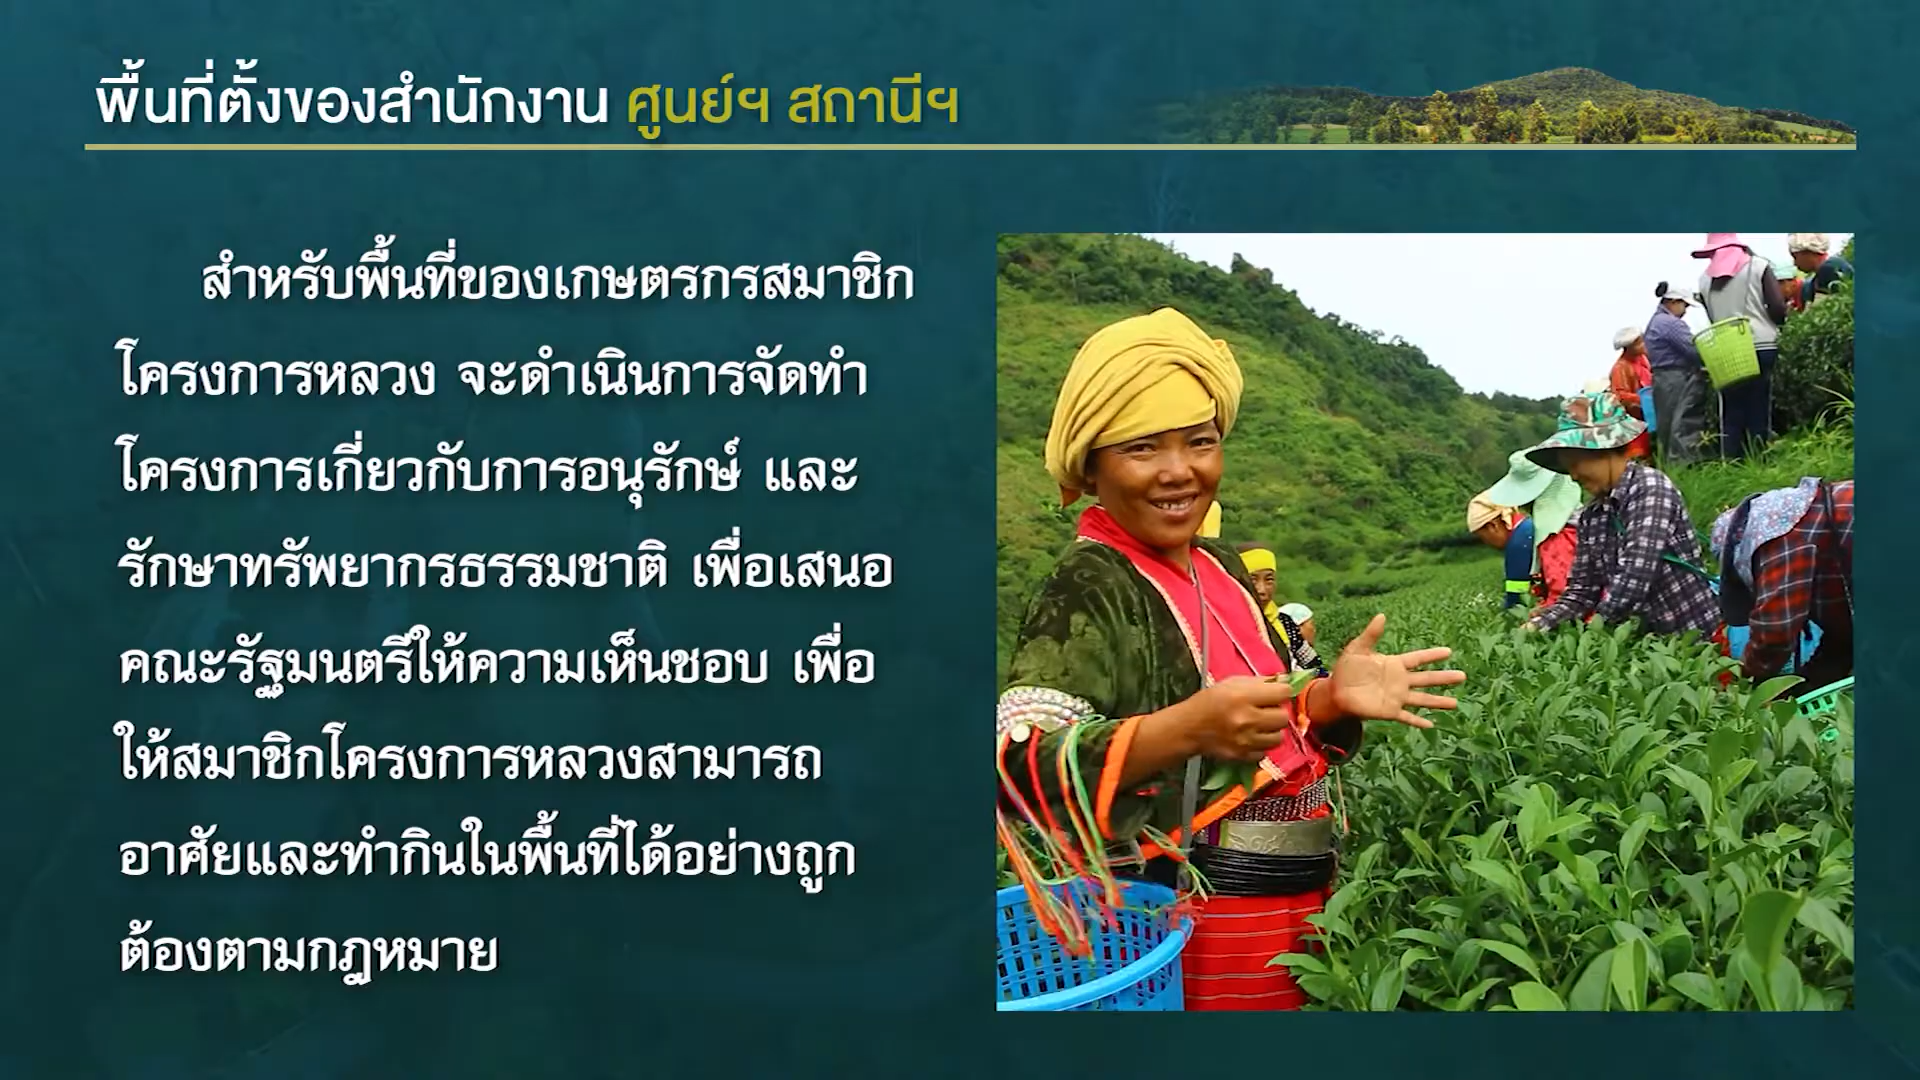 พื้นที่ตั้งของสำนักงาน ศูนย์ฯ สถานีฯ
สำหรับพื้นที่ของเกษตรกรสมาชิก
โครงการหลวง จะดำเนินการจัดทำ
โครงการเกี่ยวกับการอนุรักษ์ และ
รักษาทรัพยากรธรรมชาติ เพื่อเสนอ
คณะรัฐมนตรีให้ความเห็นชอบ เพื่อ
ให้สมาชิกโครงการหลวงสามารถ
อาศัยและทำกินในพื้นที่ได้อย่างถูก
ต้องตามกฎหมาย